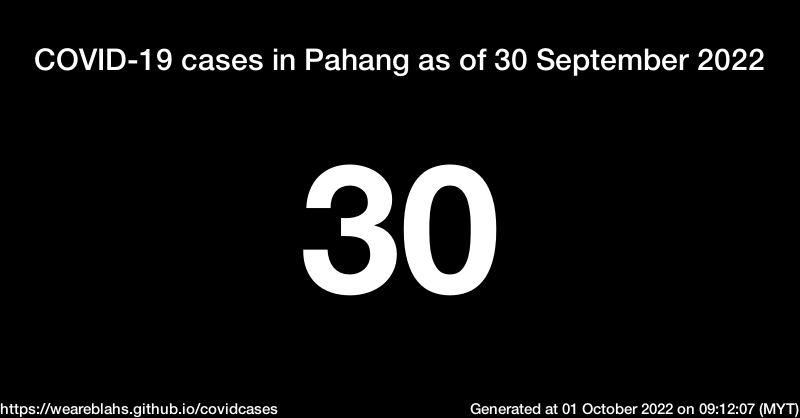 COVID-19 cases in Pahang as of 30 September 2022
30
https://weareblahs.github.io/covidcases
Generated at 01 October 2022 on 09:12:07 (MYT)